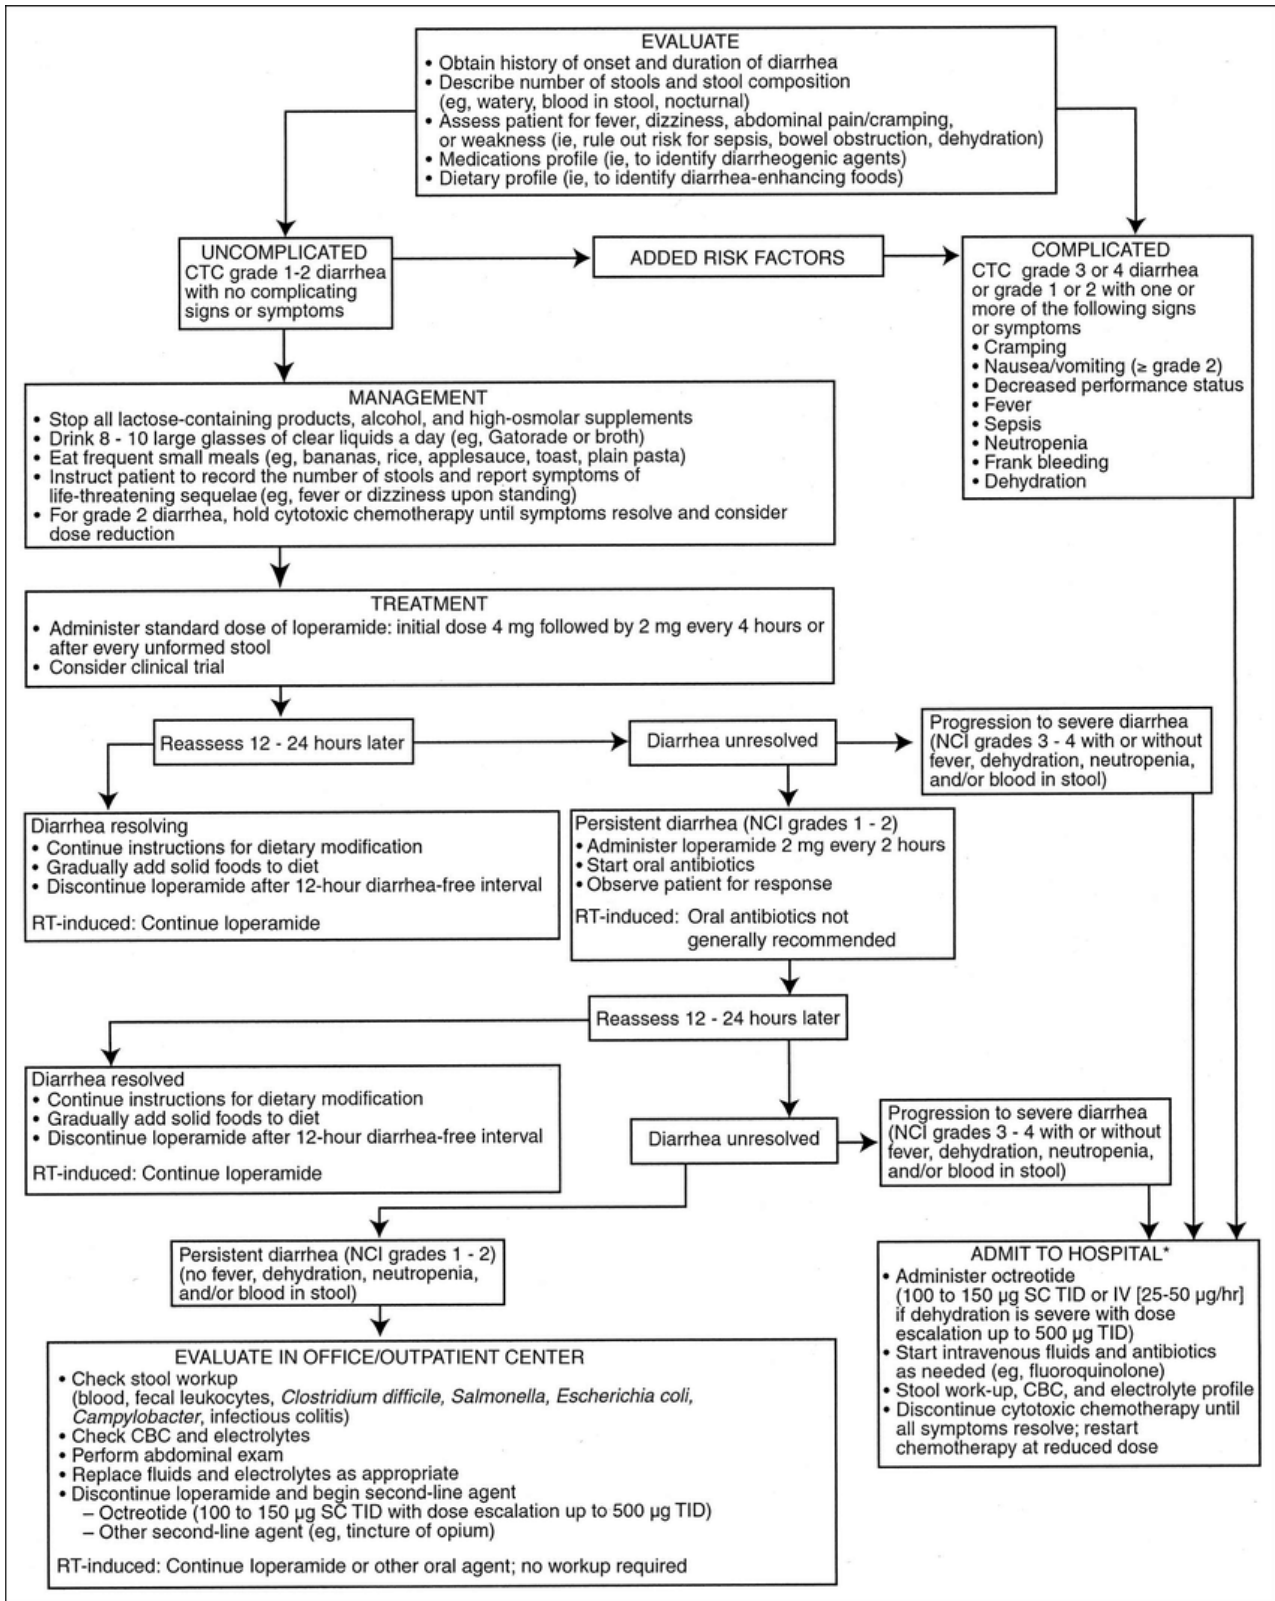 EVALUATE
• Obtain history of onset and duration of diarrhea
• Describe number of stools and stool composition
(eg, watery, blood in stool, nocturnal)
• Assess patient for fever, dizziness, abdominal pain/cramping,
or weakness (ie, rule out risk for sepsis, bowel obstruction, dehydration)
• Medications profile (ie, to identify diarrheogenic agents)
• Dietary profile (ie, to identify diarrhea-enhancing foods)
UNCOMPLICATED
CTC grade 1-2 diarrhea
with no complicating
signs or symptoms
ADDED RISK FACTORS
COMPLICATED
CTC grade 3 or 4 diarrhea
or grade 1 or 2 with one or
more of the following signs
or symptoms
• Cramping
• Nausea/vomiting (≥ grade 2)
• Decreased performance status
• Fever
• Sepsis
• Neutropenia
• Frank bleeding
• Dehydration
MANAGEMENT
• Stop all lactose-containing products, alcohol, and high-osmolar supplements
• Drink 8 - 10 large glasses of clear liquids a day (eg, Gatorade or broth)
• Eat frequent small meals (eg, bananas, rice, applesauce, toast, plain pasta)
• Instruct patient to record the number of stools and report symptoms of
life-threatening sequelae (eg, fever or dizziness upon standing)
• For grade 2 diarrhea, hold cytotoxic chemotherapy until symptoms resolve and consider
dose reduction
TREATMENT
• Administer standard dose of loperamide: initial dose 4 mg followed by 2 mg every 4 hours or
after every unformed stool
• Consider clinical trial
Reassess 12 - 24 hours later
Diarrhea unresolved
Progression to severe diarrhea
(NCI grades 3 - 4 with or without
fever, dehydration, neutropenia,
and/or blood in stool)
Diarrhea resolving
• Continue instructions for dietary modification
• Gradually add solid foods to diet
• Discontinue loperamide after 12-hour diarrhea-free interval
RT-induced: Continue loperamide
Persistent diarrhea (NCI grades 1 - 2)
• Administer loperamide 2 mg every 2 hours
• Start oral antibiotics
• Observe patient for response
RT-induced: Oral antibiotics not
generally recommended
Reassess 12 - 24 hours later
Diarrhea resolved
• Continue instructions for dietary modification
• Gradually add solid foods to diet
• Discontinue loperamide after 12-hour diarrhea-free interval
RT-induced: Continue loperamide
Diarrhea unresolved
Progression to severe diarrhea
(NCI grades 3 - 4 with or without
fever, dehydration, neutropenia,
and/or blood in stool)
Persistent diarrhea (NCI grades 1 - 2)
(no fever, dehydration, neutropenia,
and/or blood in stool)
ADMIT TO HOSPITAL*
• Administer octreotide
(100 to 150 µg SC TID or IV [25-50 µg/hr]
if dehydration is severe with dose
escalation up to 500 µg TID)
• Start intravenous fluids and antibiotics
as needed (eg, fluoroquinolone)
• Stool work-up, CBC, and electrolyte profile
• Discontinue cytotoxic chemotherapy until
all symptoms resolve; restart
chemotherapy at reduced dose
EVALUATE IN OFFICE/OUTPATIENT CENTER
• Check stool workup
(blood, fecal leukocytes, Clostridium difficile, Salmonella, Escherichia coli,
Campylobacter, infectious colitis)
• Check CBC and electrolytes
• Perform abdominal exam
• Replace fluids and electrolytes as appropriate
• Discontinue loperamide and begin second-line agent
– Octreotide (100 to 150 µg SC TID with dose escalation up to 500 µg TID)
– Other second-line agent (eg, tincture of opium)
RT-induced: Continue loperamide or other oral agent; no workup required